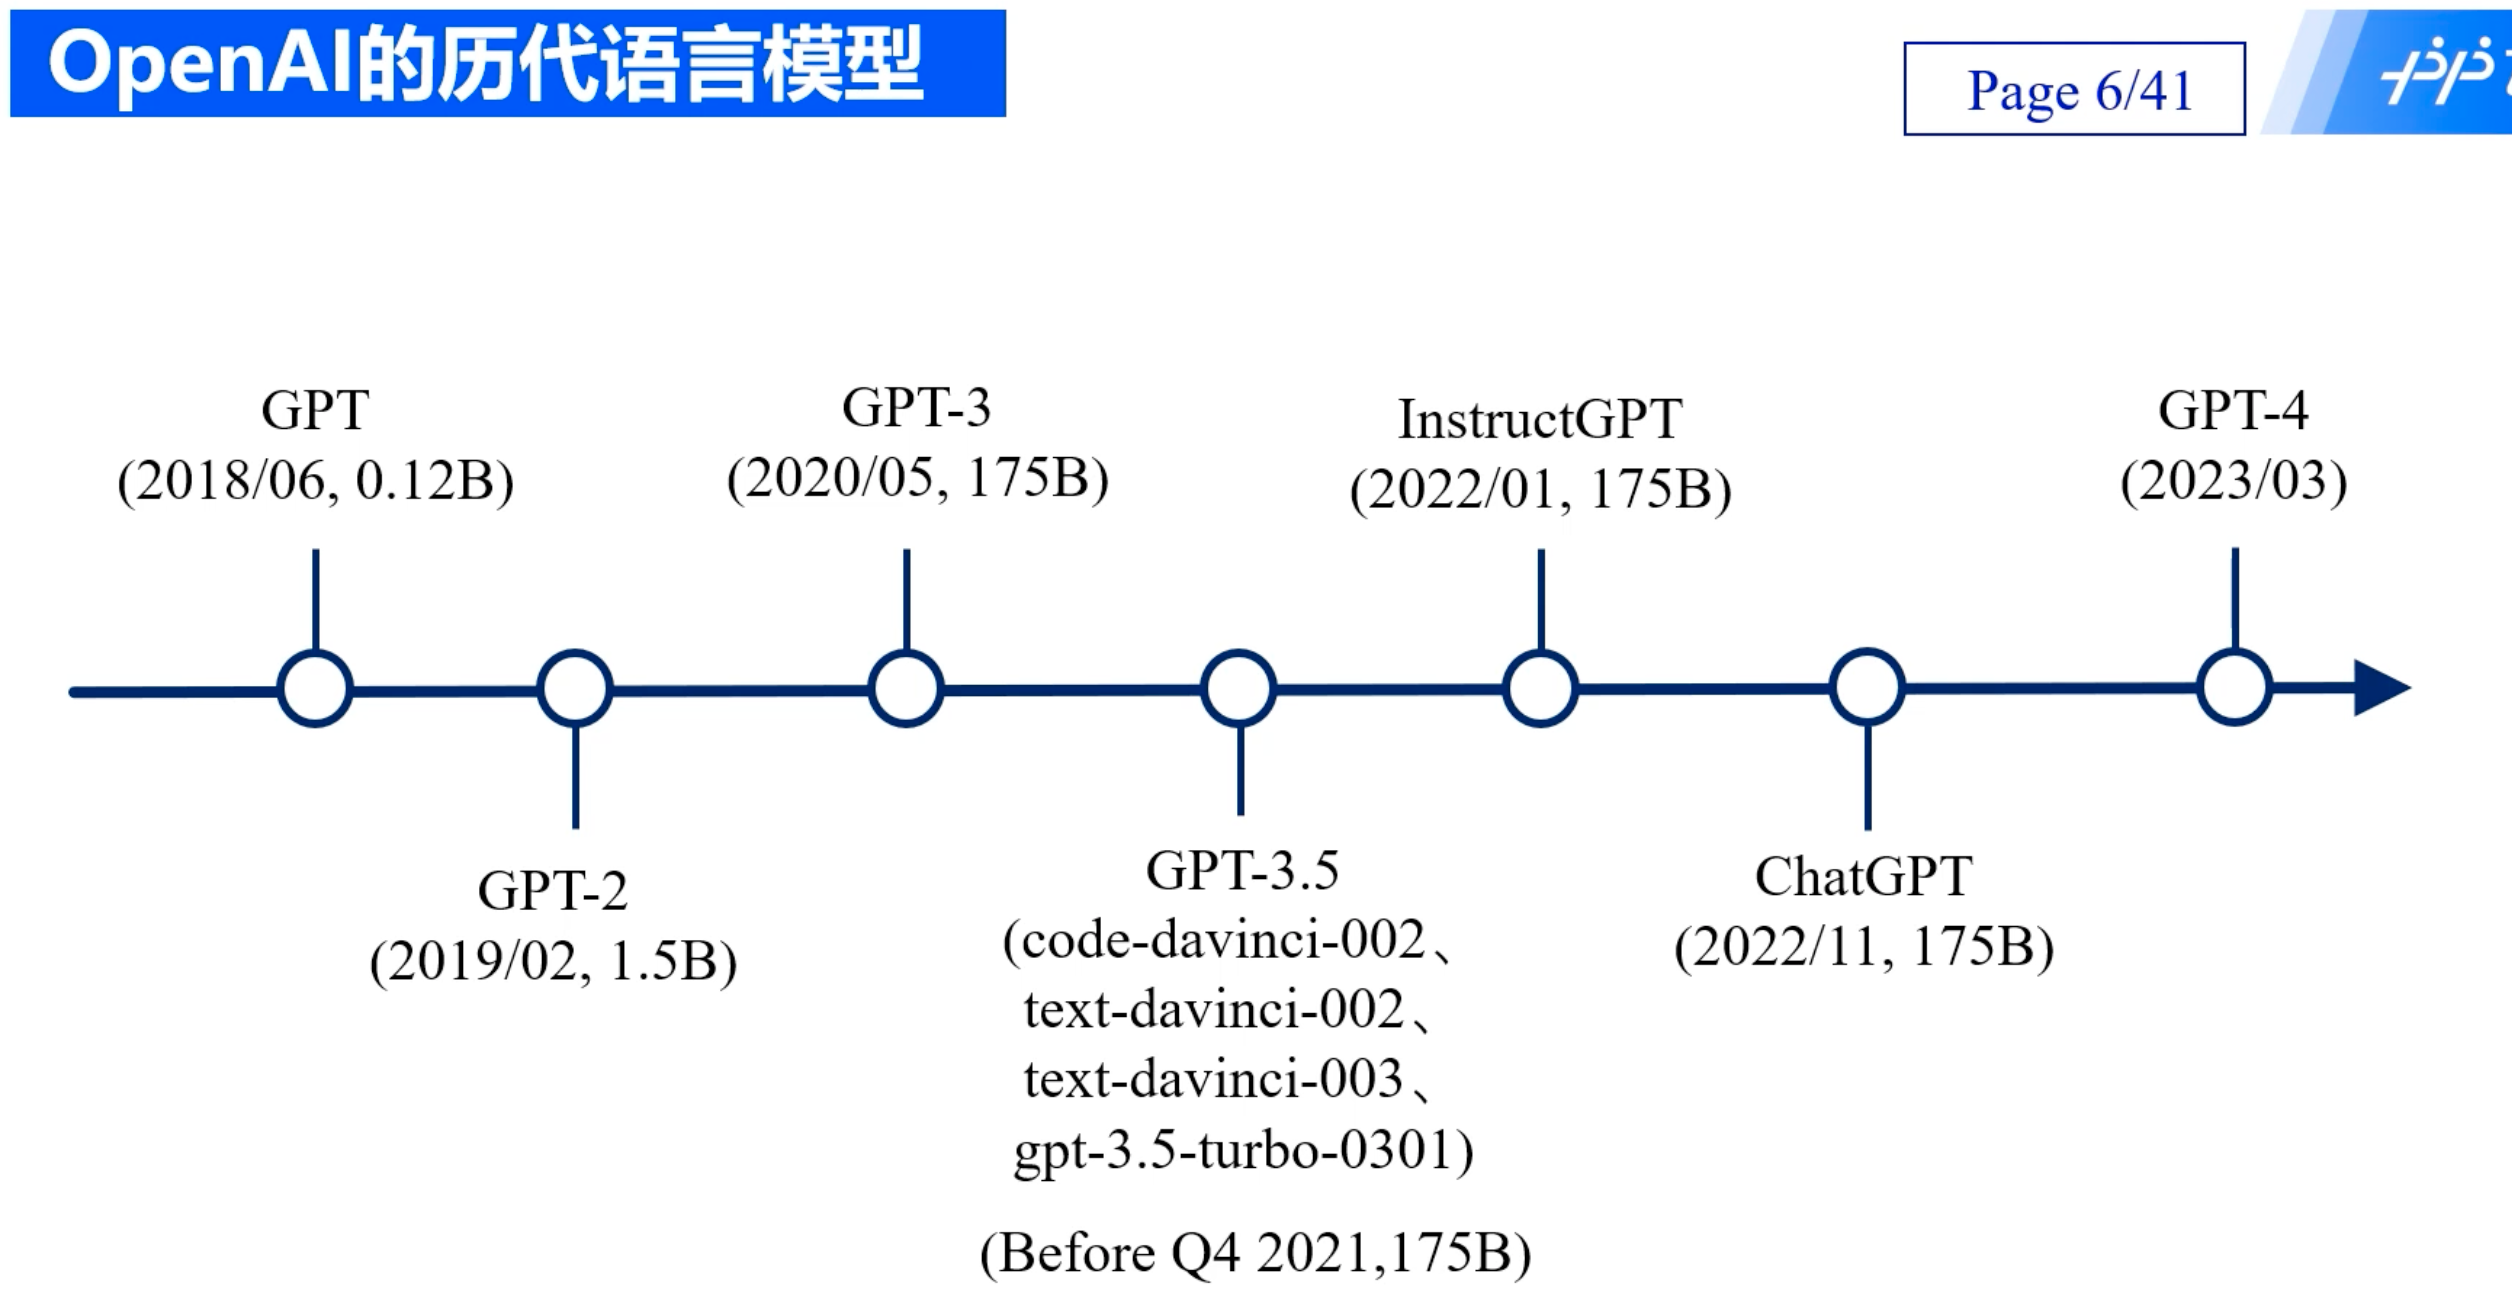 OpenAI的历代语言模型
Page 6/41
GPT
(2018/06, 0.12B)
GPT-3
(2020/05, 175B)
InstructGPT
(2022/01, 175B)
GPT-4
(2023/03)
GPT-2
(2019/02, 1.5B)
GPT-3.5
(code-davinci-002、
text-davinci-002、
text-davinci-003、
gpt-3.5-turbo-0301)
(Before Q4 2021,175B)
ChatGPT
(2022/11, 175B)